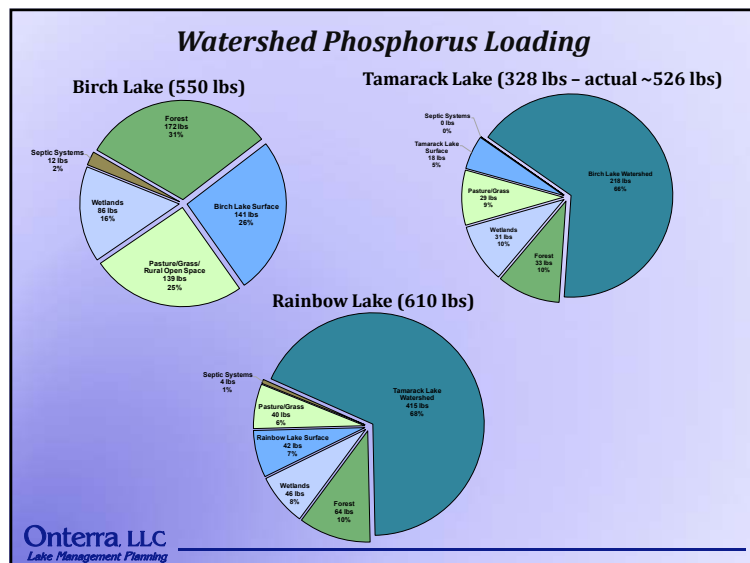 Watershed Phosphorus Loading
Birch Lake (550 lbs)
Forest
172 lbs
31%
Septic Systems
12 lbs
2%
Wetlands
86 lbs
16%
Birch Lake Surface
141 lbs
26%
Pasture/Grass/
Rural Open Space
139 lbs
25%
Tamarack Lake (328 lbs – actual ~526 lbs)
Septic Systems
0 lbs
0%
Tamarack Lake
Surface
18 lbs
5%
Birch Lake Watershed
218 lbs
66%
Pasture/Grass
29 lbs
9%
Wetlands
31 lbs
10%
Forest
33 lbs
10%
Rainbow Lake (610 lbs)
Septic Systems
4 lbs
1%
Tamarack Lake
Watershed
415 lbs
68%
Pasture/Grass
40 lbs
6%
Rainbow Lake Surface
42 lbs
7%
Wetlands
46 lbs
8%
Forest
64 lbs
10%
Onterra, LLC
Lake Management Planning